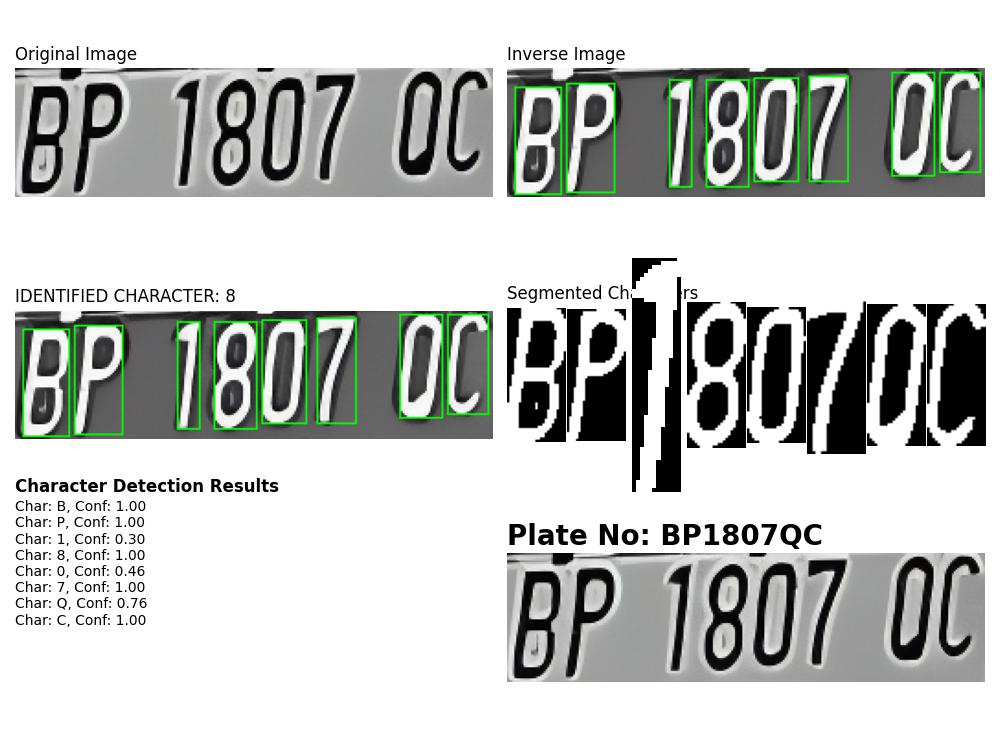 Original Image
BP 1807 QC
Inverse Image
BP 1807 QC
IDENTIFIED CHARACTER: 8
BP 1807 QC
Segmented Cha ers
BP1807QC
Character Detection Results
Char: B, Conf: 1.00
Char: P, Conf: 1.00
Char: 1, Conf: 0.30
Char: 8, Conf: 1.00
Char: 0, Conf: 0.46
Char: 7, Conf: 1.00
Char: Q, Conf: 0.76
Char: C, Conf: 1.00
Plate No: BP1807QC
BP 1807 QC